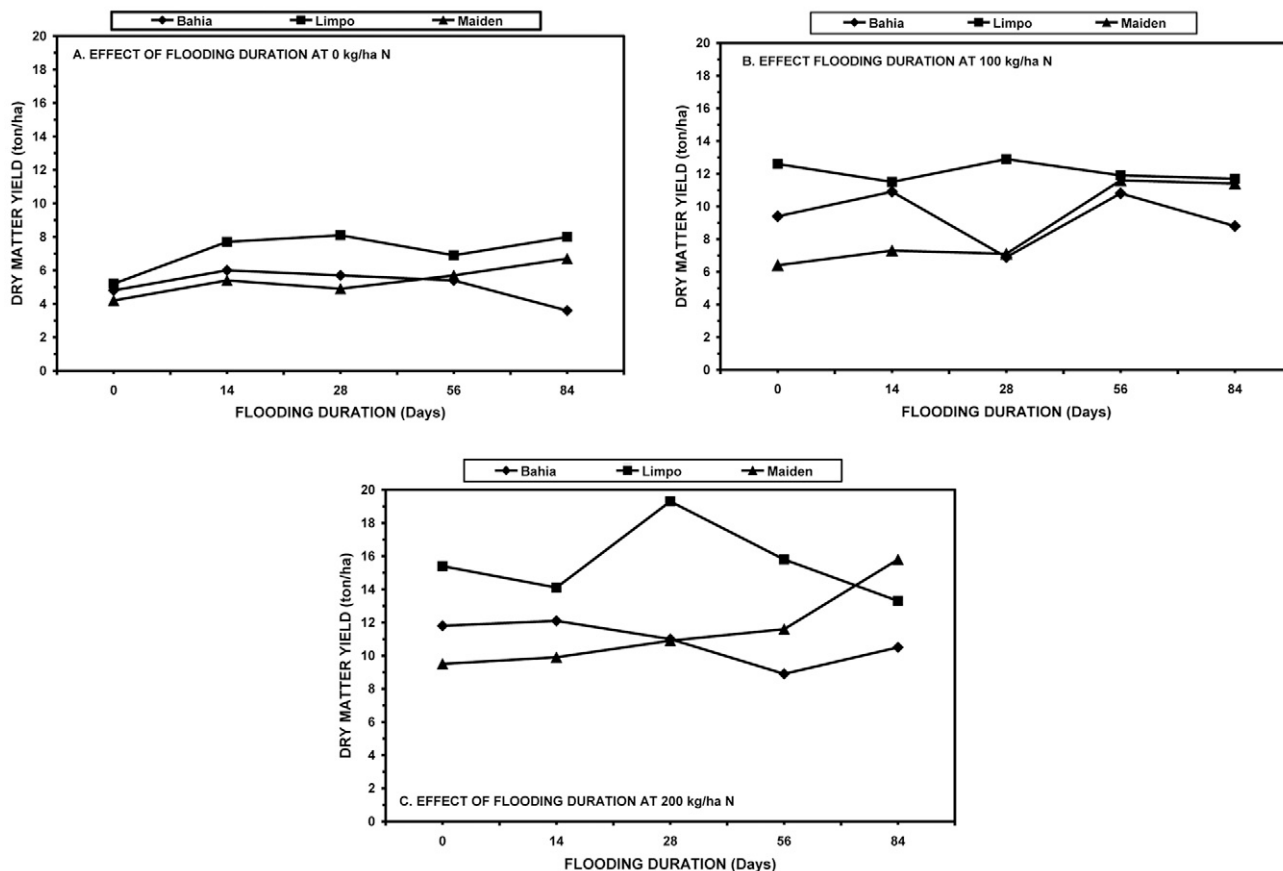 Bahia Limpo Maiden
A. EFFECT OF FLOODING DURATION AT 0 kg/ha N
DRY MATTER YIELD (ton/ha)
20
18
16
14
12
10
8
6
4
2
0
0 14 28 56 84
FLOODING DURATION (Days)
Bahia Limpo Maiden
B. EFFECT FLOODING DURATION AT 100 kg/ha N
DRY MATTER YIELD (ton/ha)
20
18
16
14
12
10
8
6
4
2
0
0 14 28 56 84
FLOODING DURATION (Days)
Bahia Limpo Maiden
DRY MATTER YIELD (ton/ha)
20
18
16
14
12
10
8
6
4
2
0
C. EFFECT OF FLOODING DURATION AT 200 kg/ha N
0 14 28 56 84
FLOODING DURATION (Days)